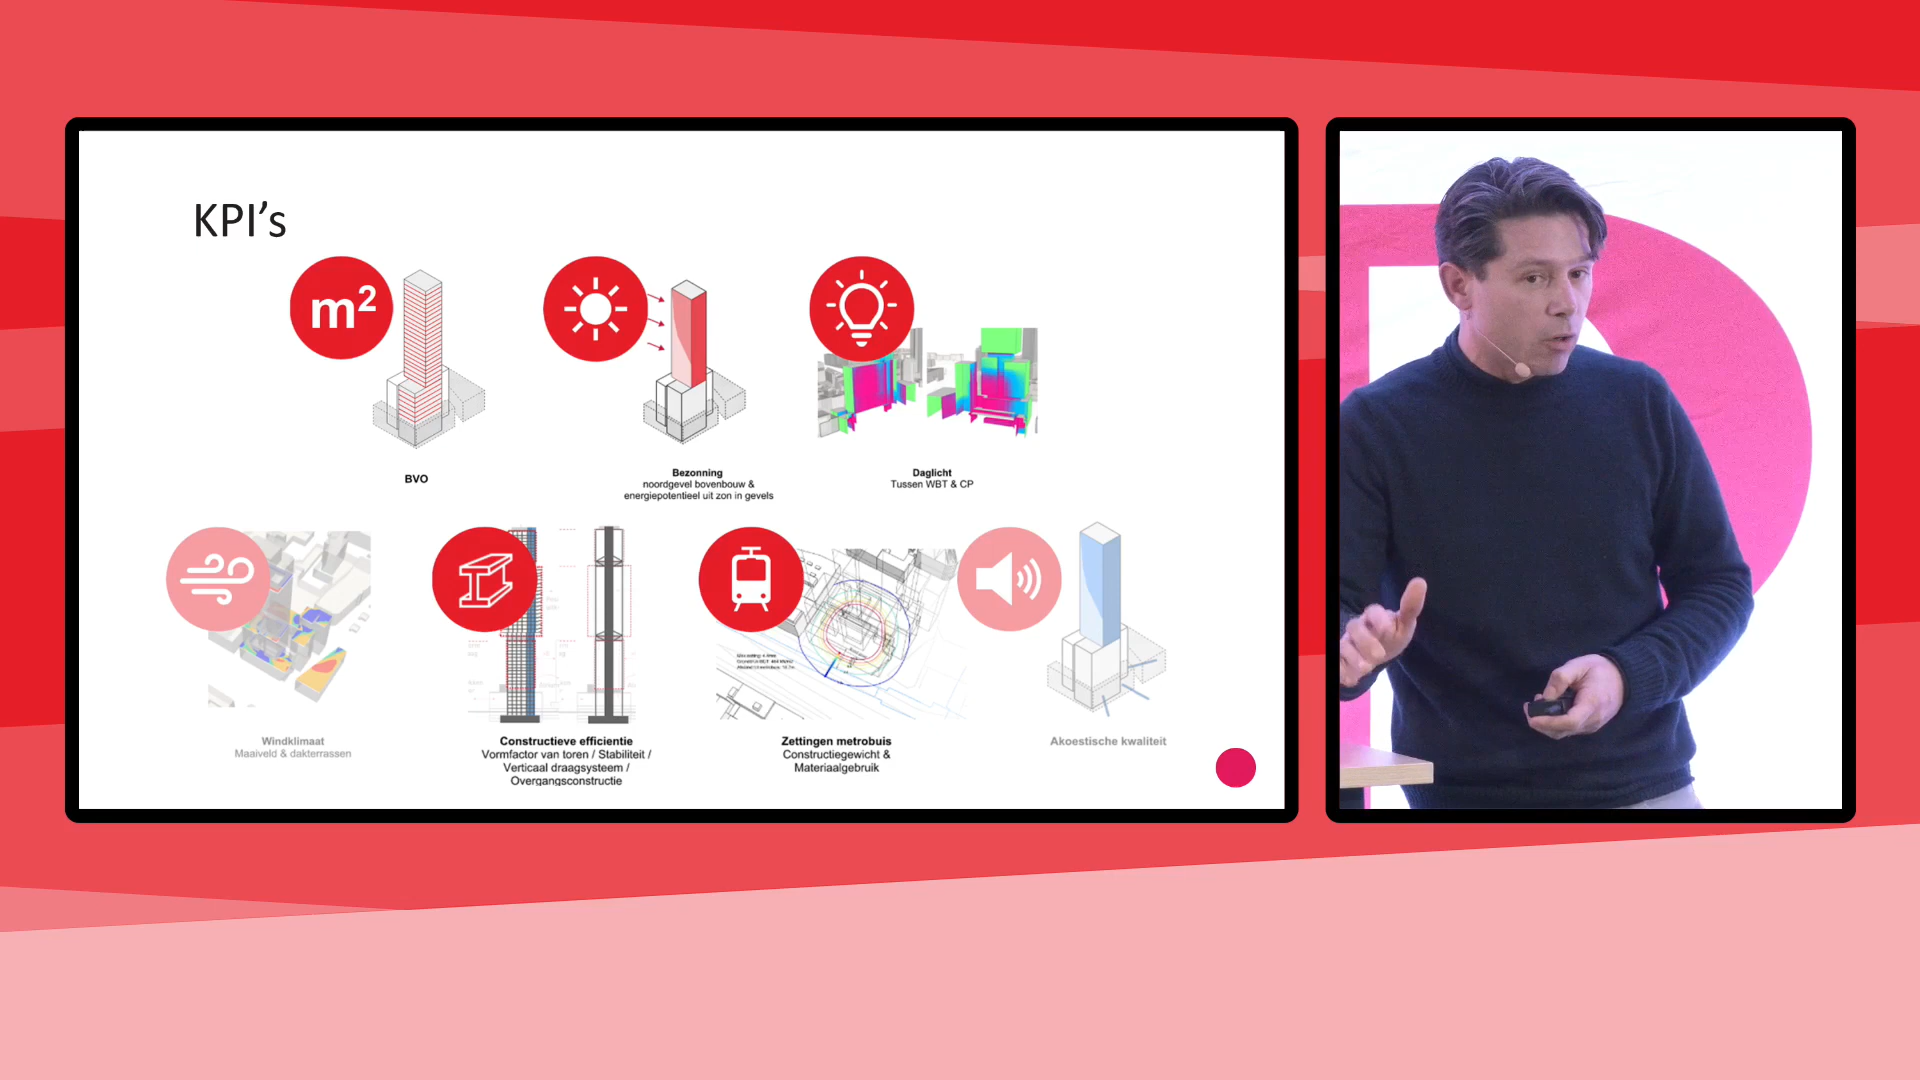 KPI’s
m²
BVO
Bezonning
noordgevel bovenbouw &
energiepotentieel uit zon in gevels
Daglicht
Tussen WBT & CP
Windklimaat
Maaiveld & dakterrassen
Constructieve efficientie
Vormfactor van toren / Stabiliteit /
Verticaal draagsysteem /
Overgangsconstructie
Zettingen metrobuis
Constructiegewicht &
Materiaalgebruik
Akoestische kwaliteit